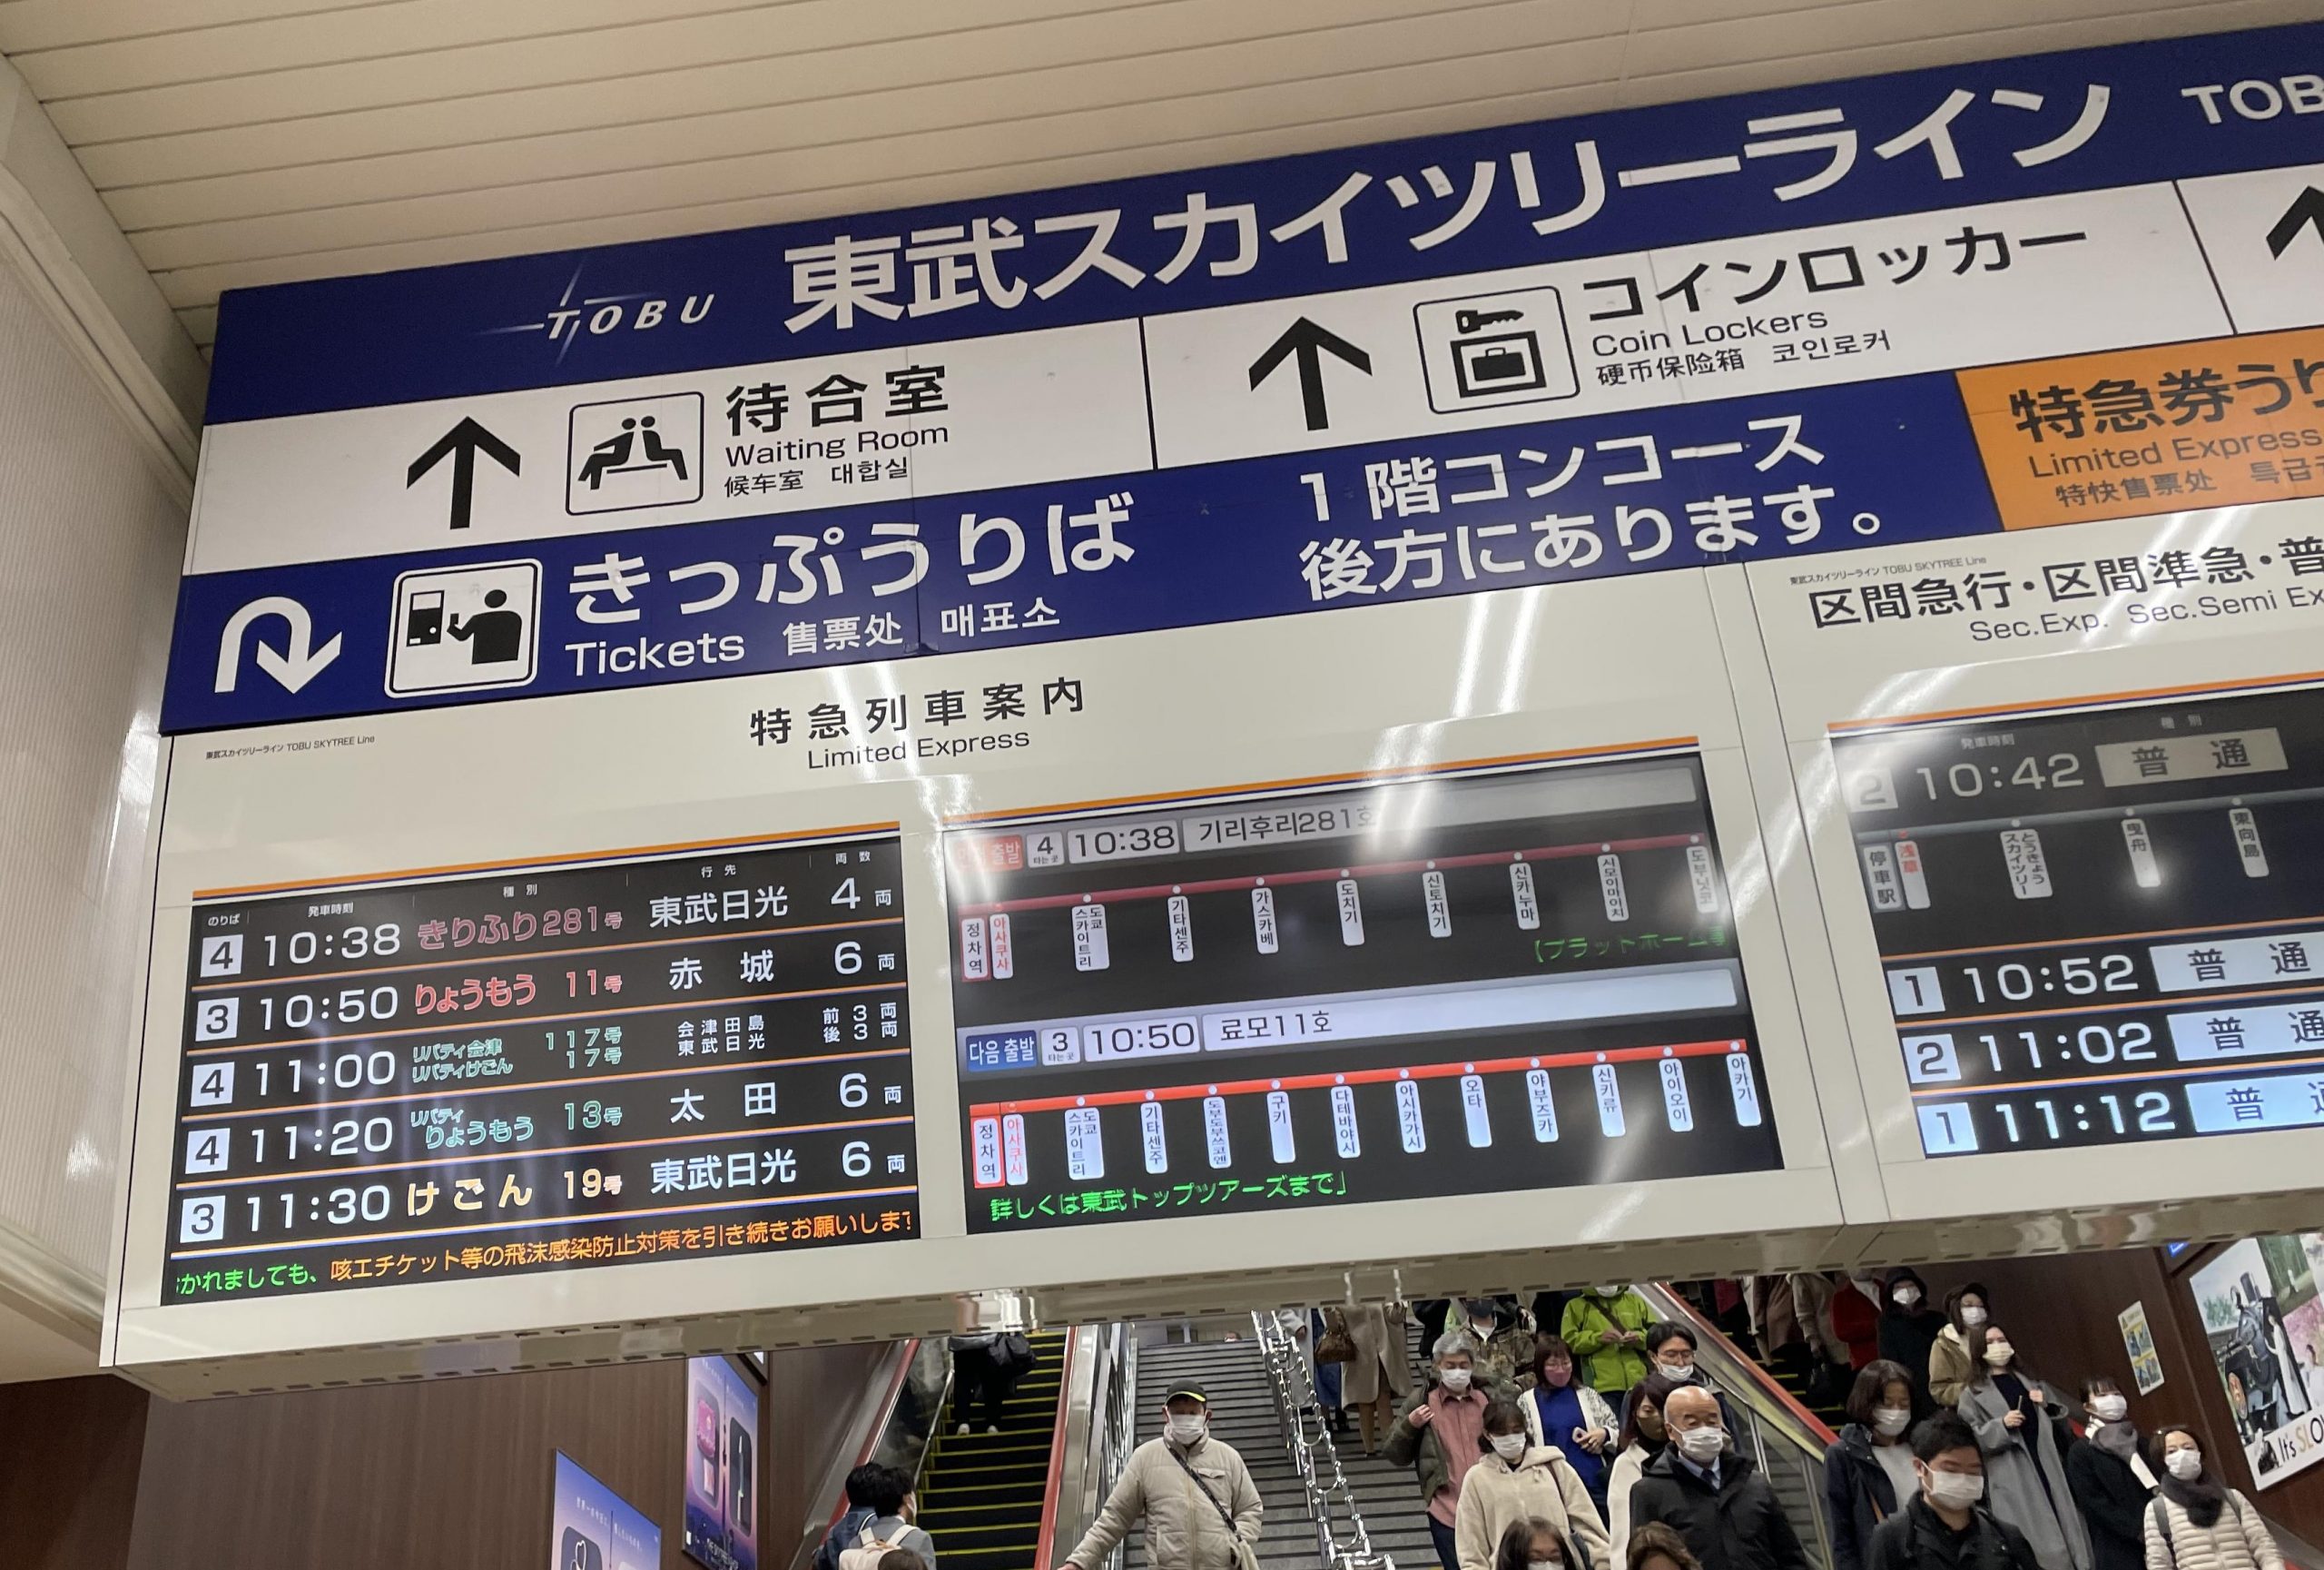 TOBU 東武スカイツリーライン TOB
待合室
Waiting Room
候车室 대합실
コインロッカー
Coin Lockers
硬币保险箱 코인로커
きっぷうりば
Tickets 售票处 매표소
1階コンコース
後方にあります。
特急券うり
Limited Express
特快售票处 특급
東武スカイツリーライン TOBU SKYTREE Line
特急列車案内
Limited Express
のりば 発車時刻 種別 行先 両数
4 10:38 きりふり281号 東武日光 4両
3 10:50 りょうもう 11号 赤城 6両
4 11:00 リバティ会津 117号 会津田島 前3両
リバティけごん 17号 東武日光 後3両
4 11:20 リバティりょうもう 13号 太田 6両
3 11:30 けごん 19号 東武日光 6両
かれましても、咳エチケット等の飛沫感染防止対策を引き続きお願いしま
출발 4 타는곳 10:38 기리후리281호
정차역 아사쿠사 도쿄스카이트리 기타센주 가스카베 도치기 신토치기 신카누마 시모이마이치 도부닛코
【プラットホーム
다음 출발 3 타는곳 10:50 료모11호
정차역 아사쿠사 도쿄스카이트리 기타센주 도부도부쓰코엔 구키 다테바야시 아시카가시 오타 야부즈카 신키류 아이오이 아카기
詳しくは東武トップツアーズまで」
東武スカイツリーライン TOBU SKYTREE Line
区間急行・区間準急・普
Sec.Exp. Sec.Semi Ex
発車時刻 種別
2 10:42 普通
停車駅 浅草 とうきょうスカイツリー 曳舟 東向島
1 10:52 普通
2 11:02 普通
1 11:12 普通
It's SLO